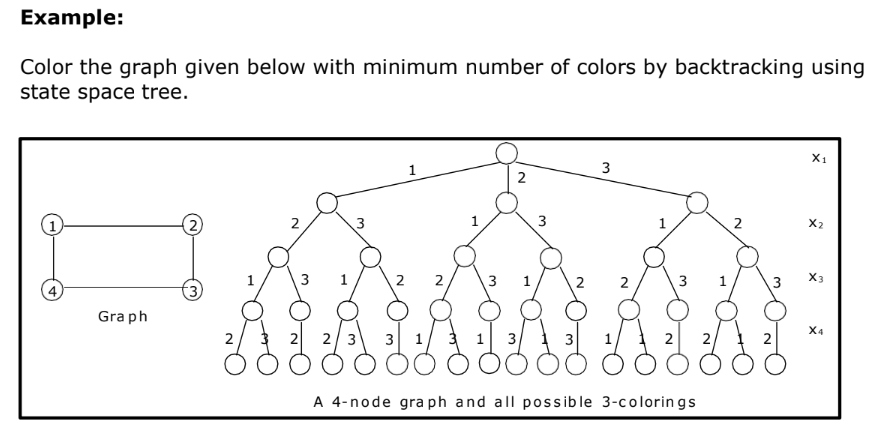 Example:
Color the graph given below with minimum number of colors by backtracking using
state space tree.
1 2 3 x1
1 2 2 3 1 3 1 2 x2
1 3 1 2 2 3 1 2 2 3 1 3 x3
4 3
Graph
2 3 2 2 3 3 1 3 1 3 1 3 1 1 2 2 1 2 x4
A 4-node graph and all possible 3-colorings